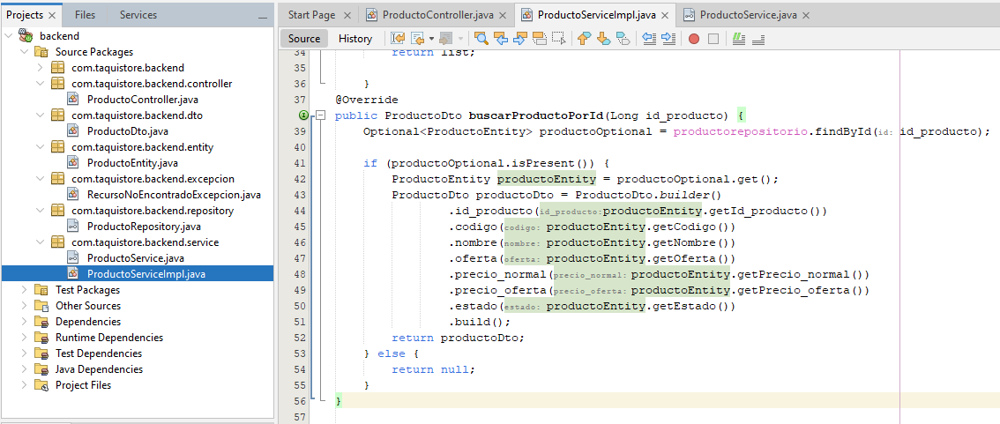 Projects
Files
Services
backend
Source Packages
com.taquistore.backend
com.taquistore.backend.controller
ProductoController.java
com.taquistore.backend.dto
ProductoDto.java
com.taquistore.backend.entity
ProductoEntity.java
com.taquistore.backend.excepcion
RecursoNoEncontradoExcepcion.java
com.taquistore.backend.repository
ProductoRepository.java
com.taquistore.backend.service
ProductoService.java
ProductoServiceImpl.java
Test Packages
Other Sources
Dependencies
Runtime Dependencies
Test Dependencies
Java Dependencies
Project Files
Start Page
ProductoController.java
ProductoServiceImpl.java
ProductoService.java
Source
History
34 return list;
35
36 }
37 @Override
public ProductoDto buscarProductoPorId(Long id_producto) {
39 Optional<ProductoEntity> productoOptional = productorepositorio.findById(id: id_producto);
40
41 if (productoOptional.isPresent()) {
42 ProductoEntity productoEntity = productoOptional.get();
43 ProductoDto productoDto = ProductoDto.builder()
44 .id_producto(id_producto: productoEntity.getId_producto())
45 .codigo(codigo: productoEntity.getCodigo())
46 .nombre(nombre: productoEntity.getNombre())
47 .oferta(oferta: productoEntity.getOferta())
48 .precio_normal(precio_normal: productoEntity.getPrecio_normal())
49 .precio_oferta(precio_oferta: productoEntity.getPrecio_oferta())
50 .estado(estado: productoEntity.getEstado())
51 .build();
52 return productoDto;
53 } else {
54 return null;
55 }
56 }
57